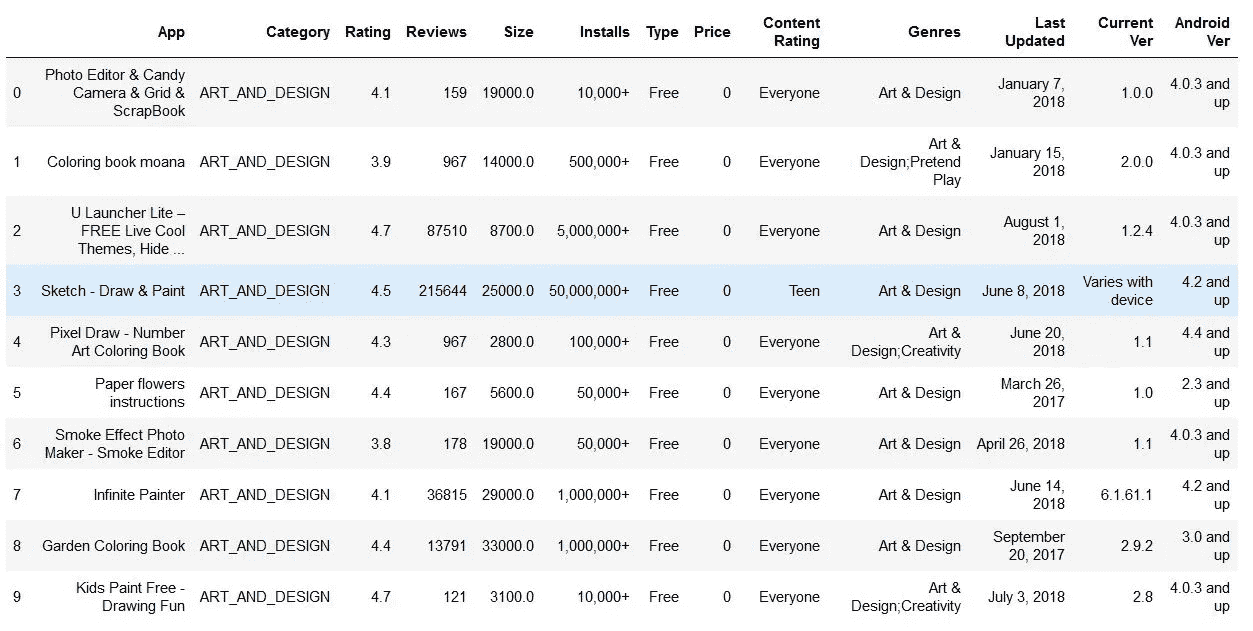 App Category Rating Reviews Size Installs Type Price Content Rating Genres Last Updated Current Ver Android Ver
0 Photo Editor & Candy Camera & Grid & ScrapBook ART_AND_DESIGN 4.1 159 19000.0 10,000+ Free 0 Everyone Art & Design January 7, 2018 1.0.0 4.0.3 and up
1 Coloring book moana ART_AND_DESIGN 3.9 967 14000.0 500,000+ Free 0 Everyone Art & Design;Pretend Play January 15, 2018 2.0.0 4.0.3 and up
2 U Launcher Lite – FREE Live Cool Themes, Hide ... ART_AND_DESIGN 4.7 87510 8700.0 5,000,000+ Free 0 Everyone Art & Design August 1, 2018 1.2.4 4.0.3 and up
3 Sketch - Draw & Paint ART_AND_DESIGN 4.5 215644 25000.0 50,000,000+ Free 0 Teen Art & Design June 8, 2018 Varies with device 4.2 and up
4 Pixel Draw - Number Art Coloring Book ART_AND_DESIGN 4.3 967 2800.0 100,000+ Free 0 Everyone Art & Design;Creativity June 20, 2018 1.1 4.4 and up
5 Paper flowers instructions ART_AND_DESIGN 4.4 167 5600.0 50,000+ Free 0 Everyone Art & Design March 26, 2017 1.0 2.3 and up
6 Smoke Effect Photo Maker - Smoke Editor ART_AND_DESIGN 3.8 178 19000.0 50,000+ Free 0 Everyone Art & Design April 26, 2018 1.1 4.0.3 and up
7 Infinite Painter ART_AND_DESIGN 4.1 36815 29000.0 1,000,000+ Free 0 Everyone Art & Design June 14, 2018 6.1.61.1 4.2 and up
8 Garden Coloring Book ART_AND_DESIGN 4.4 13791 33000.0 1,000,000+ Free 0 Everyone Art & Design September 20, 2017 2.9.2 3.0 and up
9 Kids Paint Free - Drawing Fun ART_AND_DESIGN 4.7 121 3100.0 10,000+ Free 0 Everyone Art & Design;Creativity July 3, 2018 2.8 4.0.3 and up